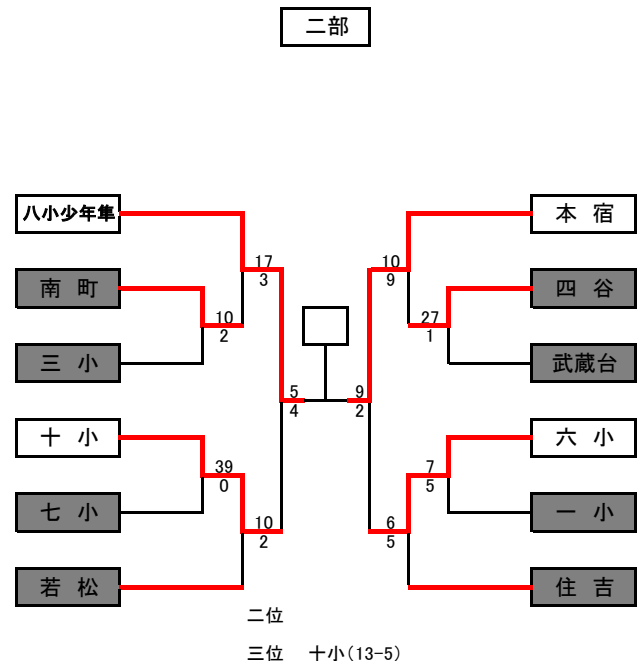 二部
八小少年隼
本 宿
17
3
10
9
南 町
四 谷
10
2
27
1
三 小
武蔵台
5
4
9
2
十 小
六 小
39
0
7
5
七 小
一 小
10
2
6
5
若 松
住 吉
二位
三位 十小(13-5)